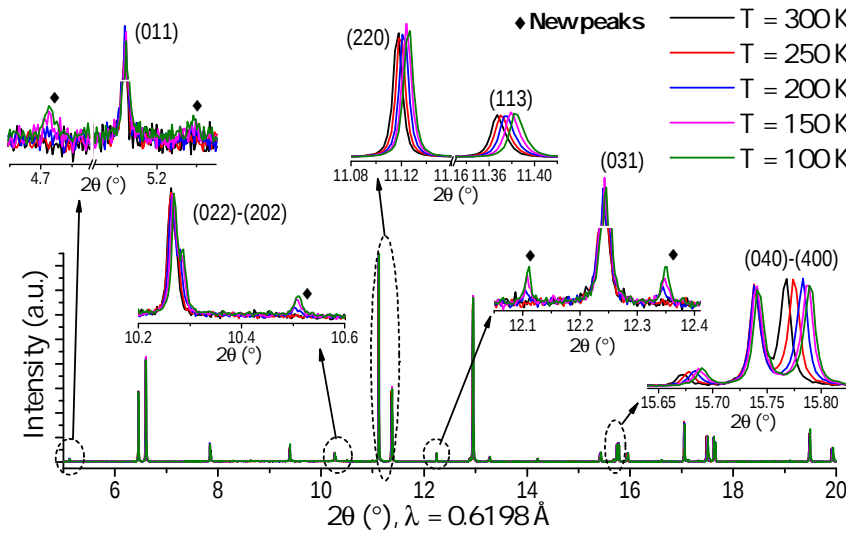 (011)
4.7 5.2
2θ (°)
(220)
(113)
11.08 11.12 11.16 11.36 11.40
2θ (°)
♦ New peaks
T = 300 K
T = 250 K
T = 200 K
T = 150 K
T = 100 K
(022)-(202)
10.2 10.4 10.6
2θ (°)
(031)
12.1 12.2 12.3 12.4
2θ (°)
(040)-(400)
15.65 15.70 15.75 15.80
2θ (°)
Intensity (a.u.)
6 8 10 12 14 16 18 20
2θ (°), λ = 0.6198 Å